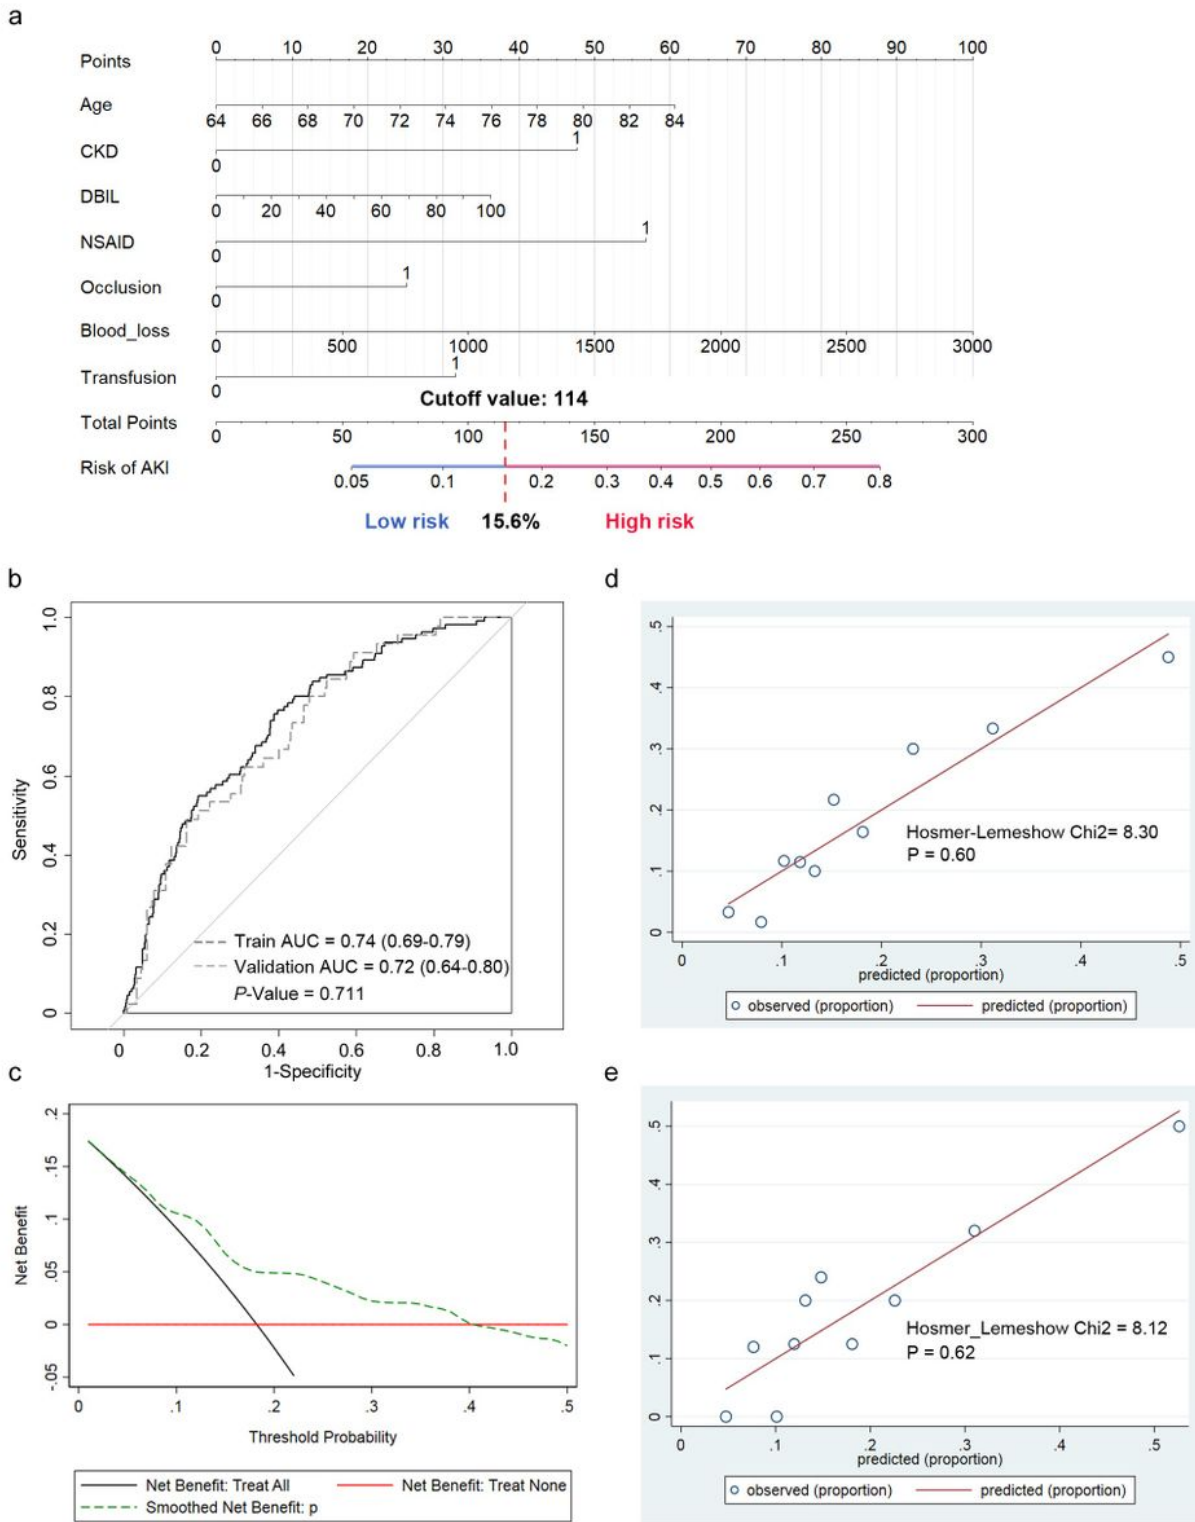 a
Points
0 10 20 30 40 50 60 70 80 90 100
Age
64 66 68 70 72 74 76 78 80 82 84
CKD
0 1
DBIL
0 20 40 60 80 100
NSAID
0 1
Occlusion
0 1
Blood_loss
0 500 1000 1500 2000 2500 3000
Transfusion
0 1
Cutoff value: 114
Total Points
0 50 100 150 200 250 300
Risk of AKI
0.05 0.1 0.2 0.3 0.4 0.5 0.6 0.7 0.8
Low risk 15.6% High risk
b
Sensitivity
1.0
0.8
0.6
0.4
0.2
0
Train AUC = 0.74 (0.69-0.79)
Validation AUC = 0.72 (0.64-0.80)
P-Value = 0.711
0 0.2 0.4 0.6 0.8 1.0
1-Specificity
c
Net Benefit
.2
.15
.1
.05
0
-.05
0 .1 .2 .3 .4 .5
Threshold Probability
Net Benefit: Treat All Net Benefit: Treat None
Smoothed Net Benefit: p
d
.5
.4
.3
.2
.1
0
Hosmer-Lemeshow Chi2= 8.30
P = 0.60
0 .1 .2 .3 .4 .5
predicted (proportion)
observed (proportion) predicted (proportion)
e
.5
.4
.3
.2
.1
0
Hosmer_Lemeshow Chi2 = 8.12
P = 0.62
0 .1 .2 .3 .4 .5
predicted (proportion)
observed (proportion) predicted (proportion)